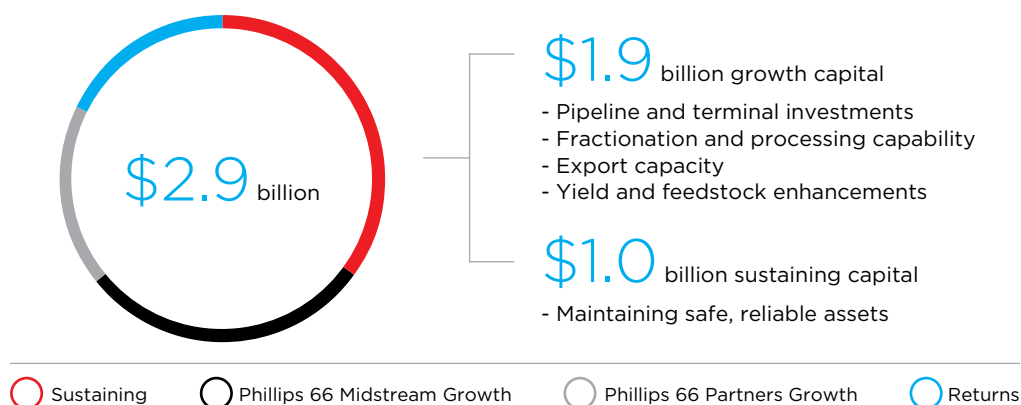 $2.9 billion
$1.9 billion growth capital
- Pipeline and terminal investments
- Fractionation and processing capability
- Export capacity
- Yield and feedstock enhancements
$1.0 billion sustaining capital
- Maintaining safe, reliable assets
Sustaining Phillips 66 Midstream Growth Phillips 66 Partners Growth Returns